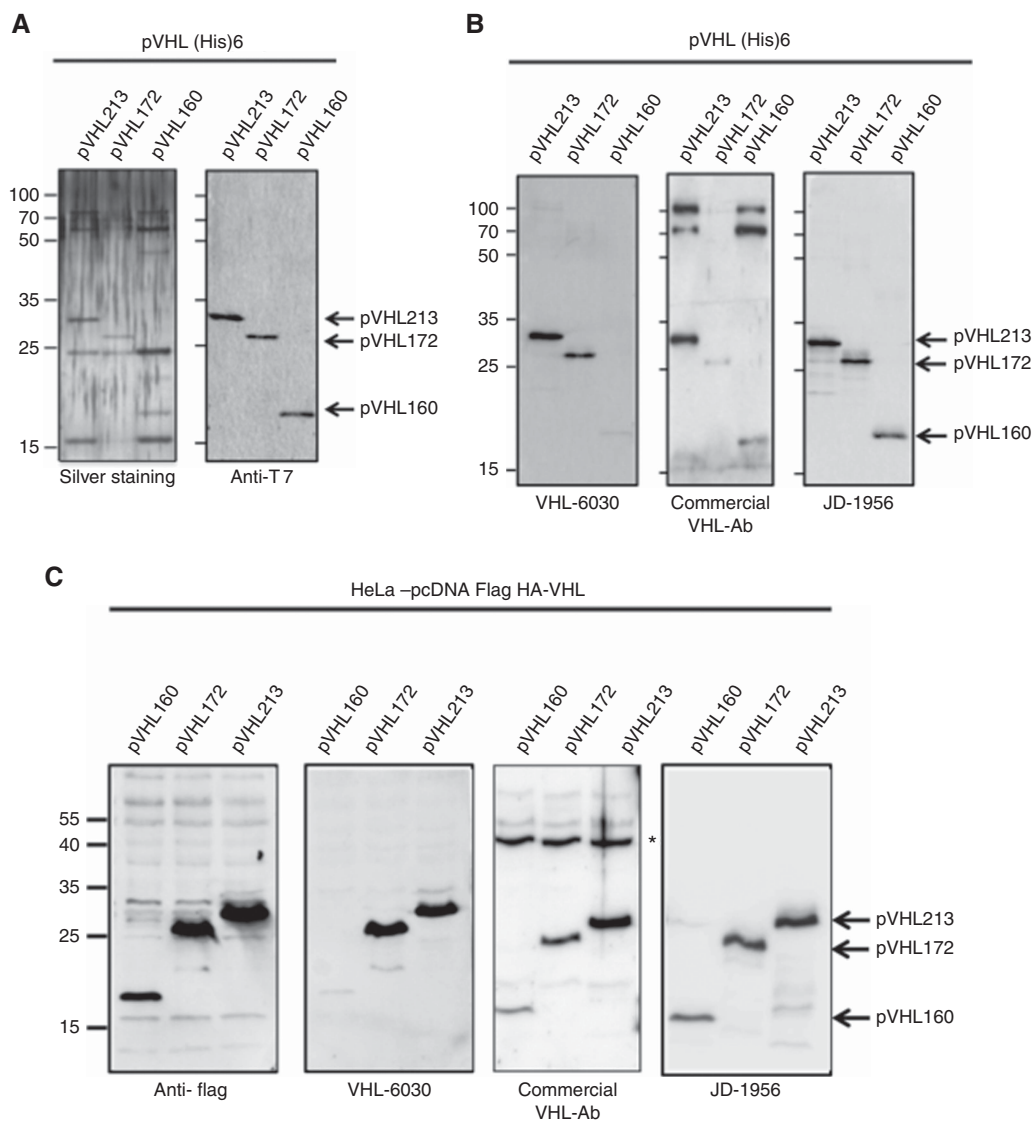 A
pVHL (His)6
pVHL213
pVHL172
pVHL160
pVHL213
pVHL172
pVHL160
100
70
50
35
25
15
pVHL213
pVHL172
pVHL160
Silver staining
Anti-T7
B
pVHL (His)6
pVHL213
pVHL172
pVHL160
pVHL213
pVHL172
pVHL160
pVHL213
pVHL172
pVHL160
100
70
50
35
25
15
pVHL213
pVHL172
pVHL160
VHL-6030
Commercial
VHL-Ab
JD-1956
C
HeLa –pcDNA Flag HA-VHL
pVHL160
pVHL172
pVHL213
pVHL160
pVHL172
pVHL213
pVHL160
pVHL172
pVHL213
pVHL160
pVHL172
pVHL213
55
40
35
25
15
*
pVHL213
pVHL172
pVHL160
Anti- flag
VHL-6030
Commercial
VHL-Ab
JD-1956